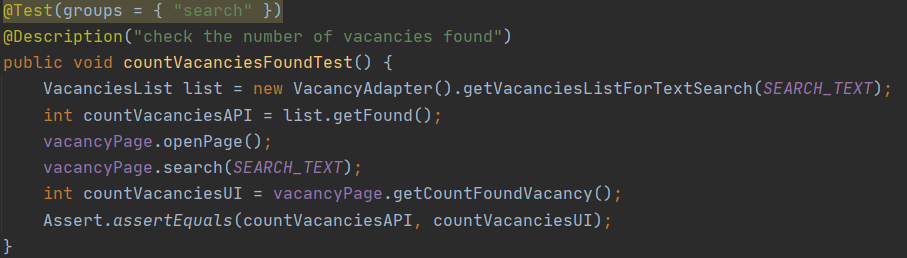 @Test(groups = { "search" })
@Description("check the number of vacancies found")
public void countVacanciesFoundTest() {
    VacanciesList list = new VacancyAdapter().getVacanciesListForTextSearch(SEARCH_TEXT);
    int countVacanciesAPI = list.getFound();
    vacancyPage.openPage();
    vacancyPage.search(SEARCH_TEXT);
    int countVacanciesUI = vacancyPage.getCountFoundVacancy();
    Assert.assertEquals(countVacanciesAPI, countVacanciesUI);
}